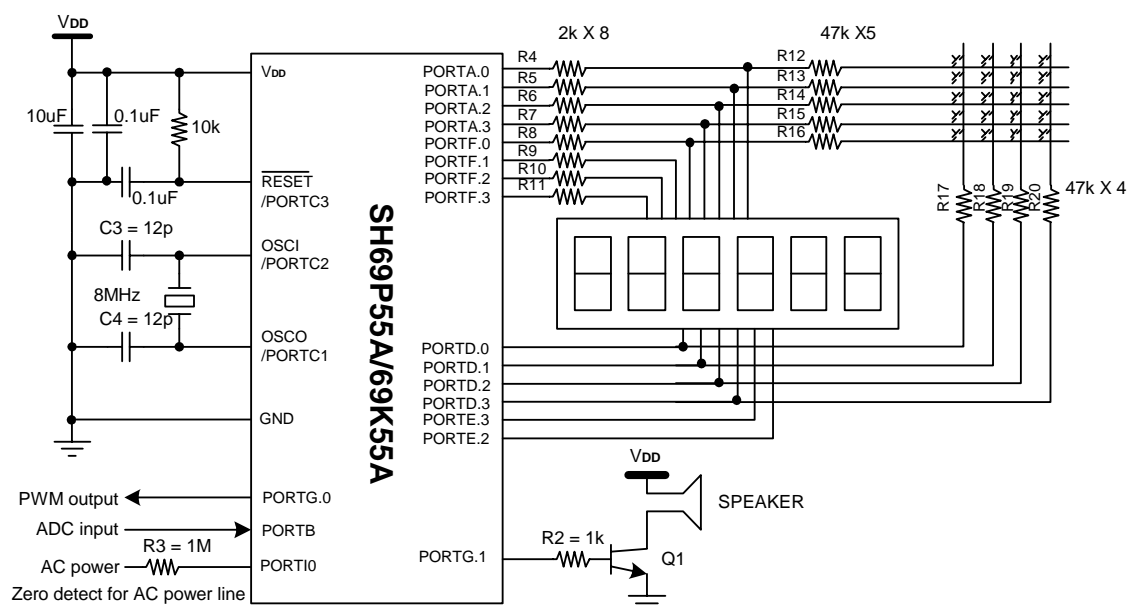 VDD
2k X 8
47k X5
VDD
10uF
0.1uF
10k
0.1uF
RESET
/PORTC3
C3 = 12p
OSCI
/PORTC2
8MHz
C4 = 12p
OSCO
/PORTC1
GND
PWM output
PORTG.0
ADC input
PORTB
R3 = 1M
AC power
PORTI0
Zero detect for AC power line
SH69P55A/69K55A
PORTA.0
PORTA.1
PORTA.2
PORTA.3
PORTF.0
PORTF.1
PORTF.2
PORTF.3
R4
R5
R6
R7
R8
R9
R10
R11
R12
R13
R14
R15
R16
R17
R18
R19
R20
47k X 4
PORTD.0
PORTD.1
PORTD.2
PORTD.3
PORTE.3
PORTE.2
VDD
SPEAKER
PORTG.1
R2 = 1k
Q1